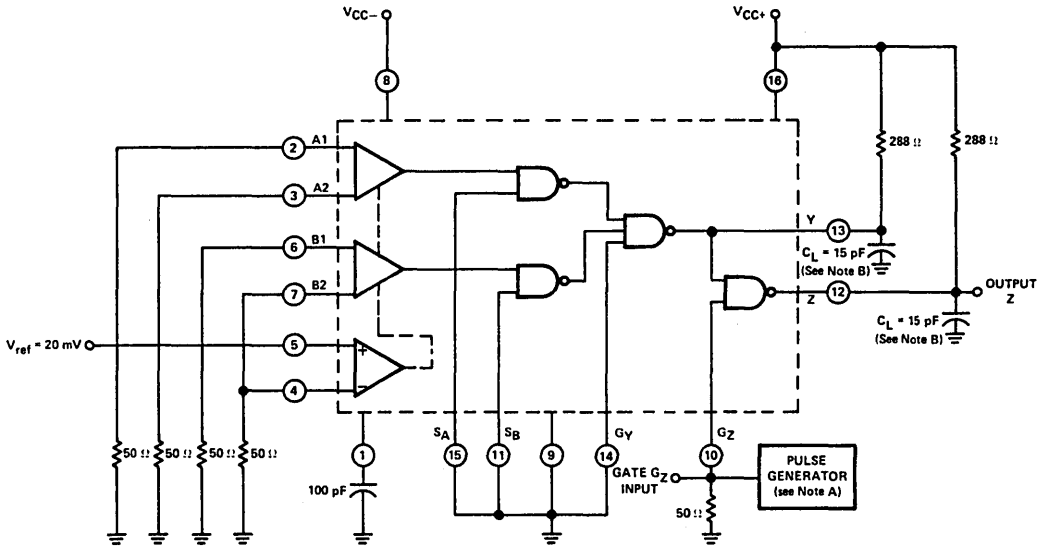 VCC−
VCC+
8
16
2 A1
3 A2
6 B1
7 B2
Vref = 20 mV
5 +
4 −
288 Ω
288 Ω
Y 13
CL = 15 pF
(See Note B)
Z 12
OUTPUT
Z
CL = 15 pF
(See Note B)
50 Ω
50 Ω
50 Ω
50 Ω
1
100 pF
SA
15
SB
11
9
GY
14
GZ
10
GATE GZ
INPUT
50 Ω
PULSE
GENERATOR
(see Note A)